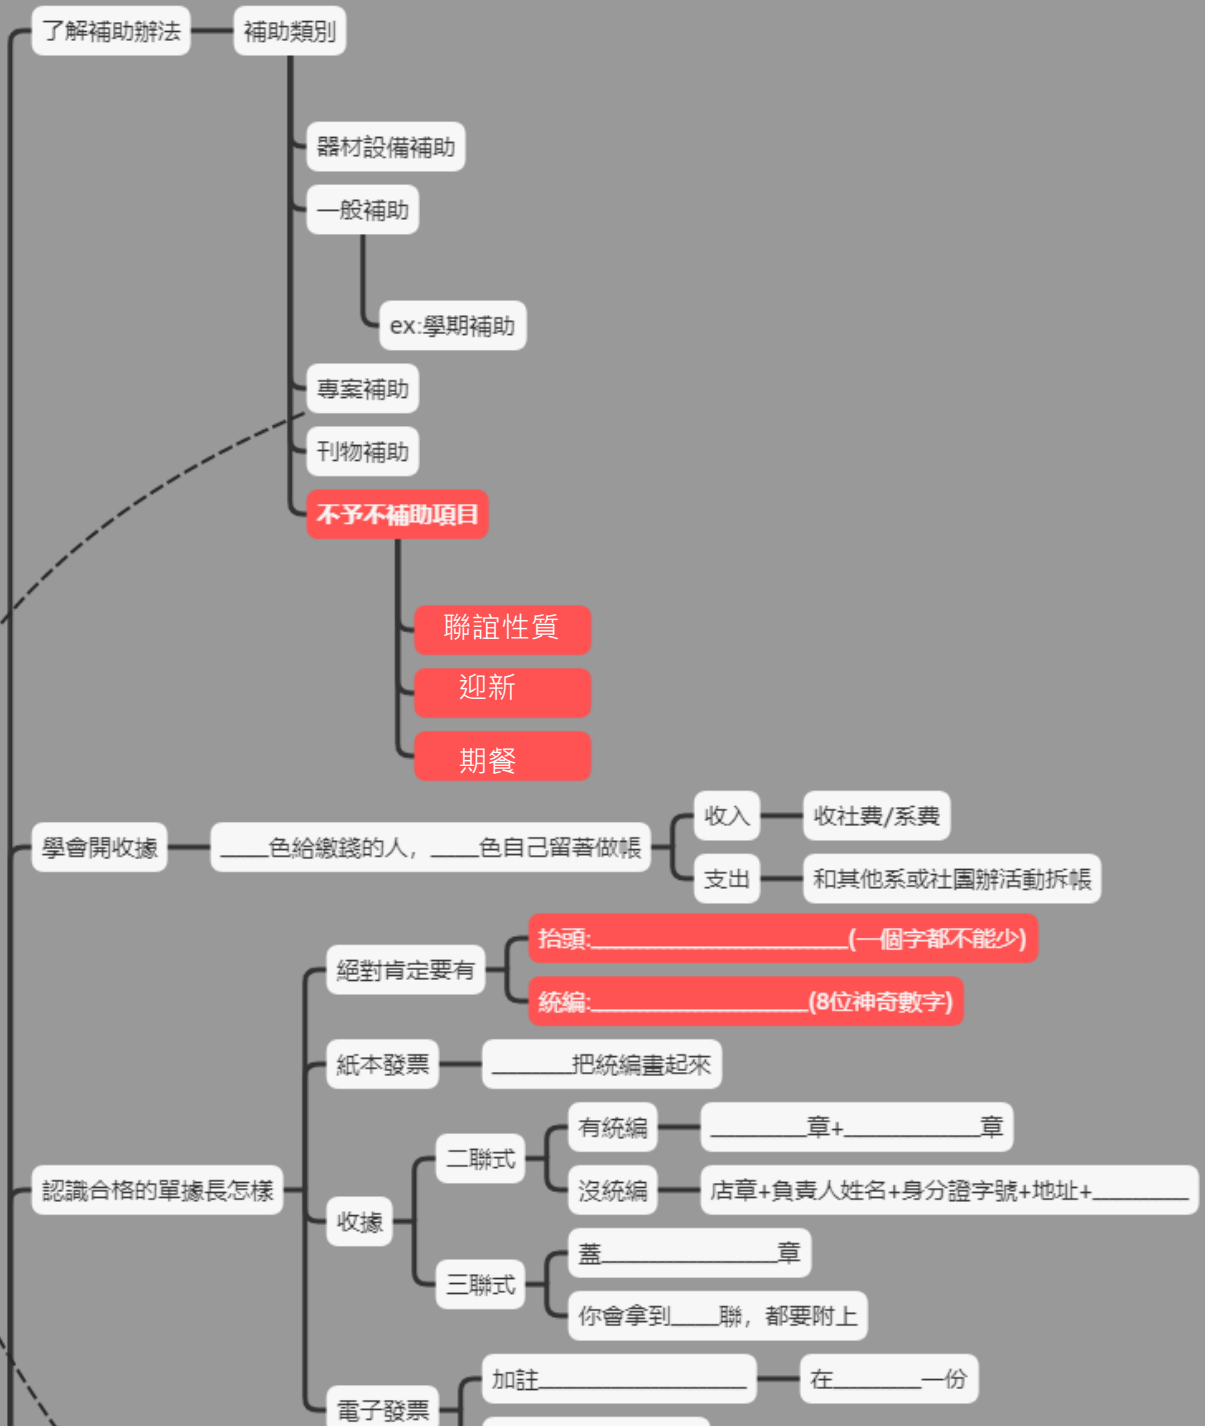 了解補助辦法
補助類別
器材設備補助
一般補助
ex:學期補助
專案補助
刊物補助
不予不補助項目
聯誼性質
迎新
期餐
學會開收據
____色給繳錢的人，____色自己留著做帳
收入
收社費/系費
支出
和其他系或社團辦活動拆帳
認識合格的單據長怎樣
絕對肯定要有
抬頭:_____________________(一個字都不能少)
統編:__________________(8位神奇數字)
紙本發票
_______把統編畫起來
收據
二聯式
有統編
________章+____________章
沒統編
店章+負責人姓名+身分證字號+地址+________
三聯式
蓋_______________章
你會拿到____聯，都要附上
電子發票
加註__________________
在________一份